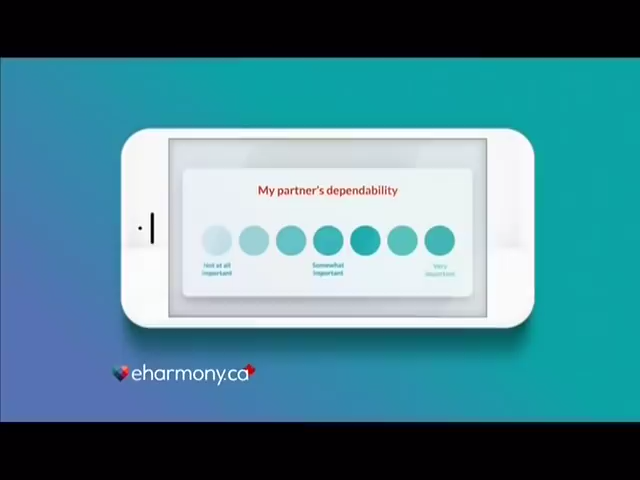 My partner's dependability
Not at all
important
Somewhat
important
Very
important
eharmony.ca